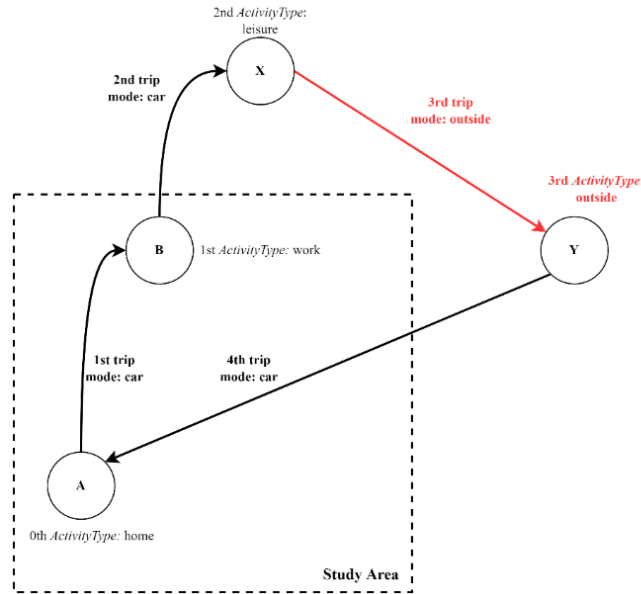 2nd ActivityType:
leisure
X
2nd trip
mode: car
3rd trip
mode: outside
3rd ActivityType
outside
B
1st ActivityType: work
Y
1st trip
mode: car
4th trip
mode: car
A
0th ActivityType: home
Study Area